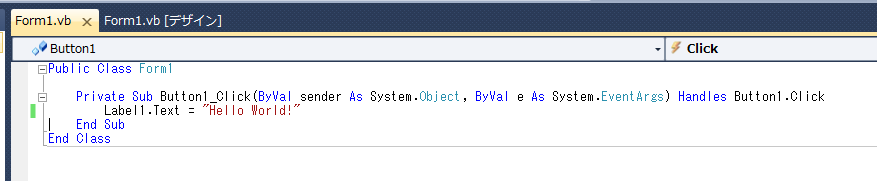 Form1.vb × Form1.vb [デザイン]
Button1 Click
Public Class Form1
Private Sub Button1_Click(ByVal sender As System.Object, ByVal e As System.EventArgs) Handles Button1.Click
Label1.Text = "Hello World!"
End Sub
End Class